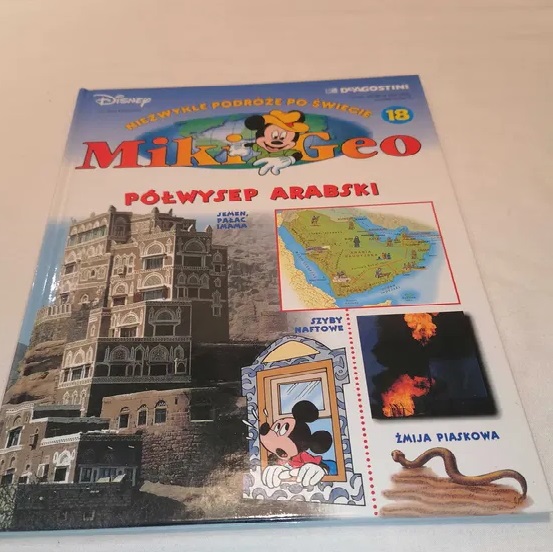 Disney
DeAGOSTINI
NIEZWYKŁE PODRÓŻE PO ŚWIECIE
18
Miki Geo
PÓŁWYSEP ARABSKI
JEMEN,
PAŁAC
IMAMA
SZYBY
NAFTOWE
ŻMIJA PIASKOWA